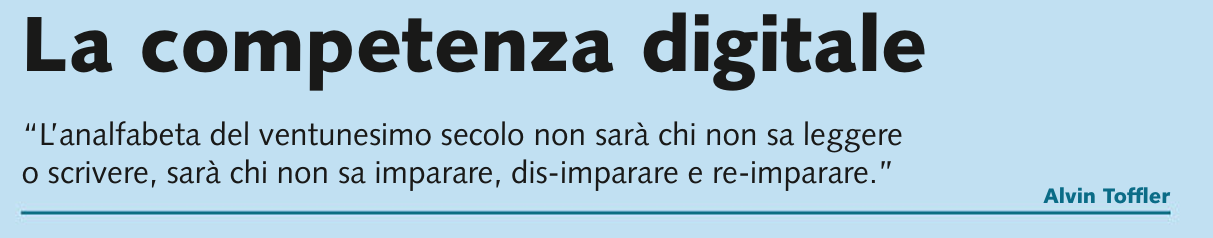 La competenza digitale
“L’analfabeta del ventunesimo secolo non sarà chi non sa leggere
o scrivere, sarà chi non sa imparare, dis-imparare e re-imparare.”
Alvin Toffler